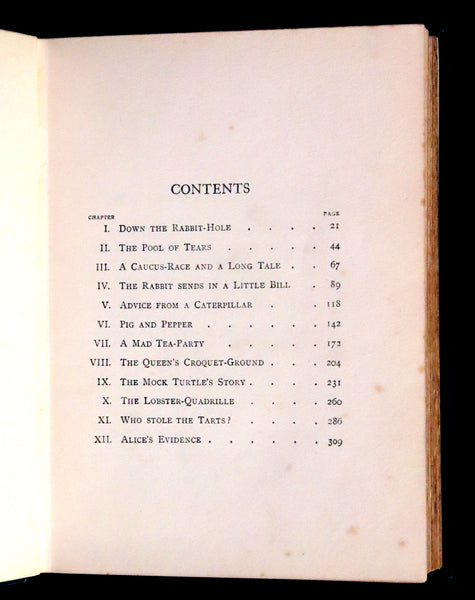 CONTENTS
CHAPTER PAGE
I. DOWN THE RABBIT-HOLE . . . . 21
II. THE POOL OF TEARS . . . . . 44
III. A CAUCUS-RACE AND A LONG TALE . . 67
IV. THE RABBIT SENDS IN A LITTLE BILL . 89
V. ADVICE FROM A CATERPILLAR . . 118
VI. PIG AND PEPPER . . . . . . 142
VII. A MAD TEA-PARTY . . . . . 172
VIII. THE QUEEN'S CROQUET-GROUND . . . 204
IX. THE MOCK TURTLE'S STORY . . . . 231
X. THE LOBSTER-QUADRILLE . . . . 260
XI. WHO STOLE THE TARTS? . . . . 286
XII. ALICE'S EVIDENCE . . . . . . 309